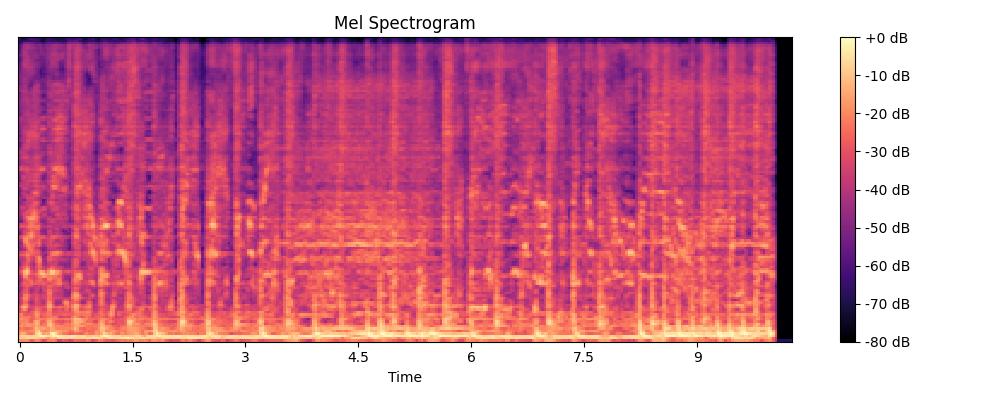 Mel Spectrogram
+0 dB
-10 dB
-20 dB
-30 dB
-40 dB
-50 dB
-60 dB
-70 dB
-80 dB
0 1.5 3 4.5 6 7.5 9
Time